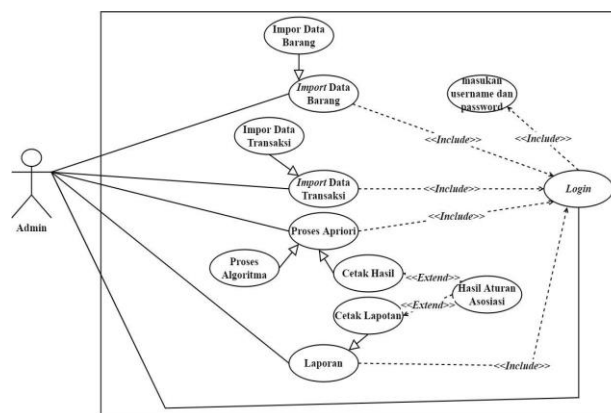 Impor Data
Barang
Import Data
Barang
masukan
username dan
password
<<Include>>
<<Include>>
Impor Data
Transaksi
Import Data
Transaksi
<<Include>>
Login
Admin
Proses Apriori
<<Include>>
Proses
Algoritma
Cetak Hasil
<<Extend>>
Hasil Aturan
Asosiasi
<<Extend>>
Cetak Lapotan
Laporan
<<Include>>